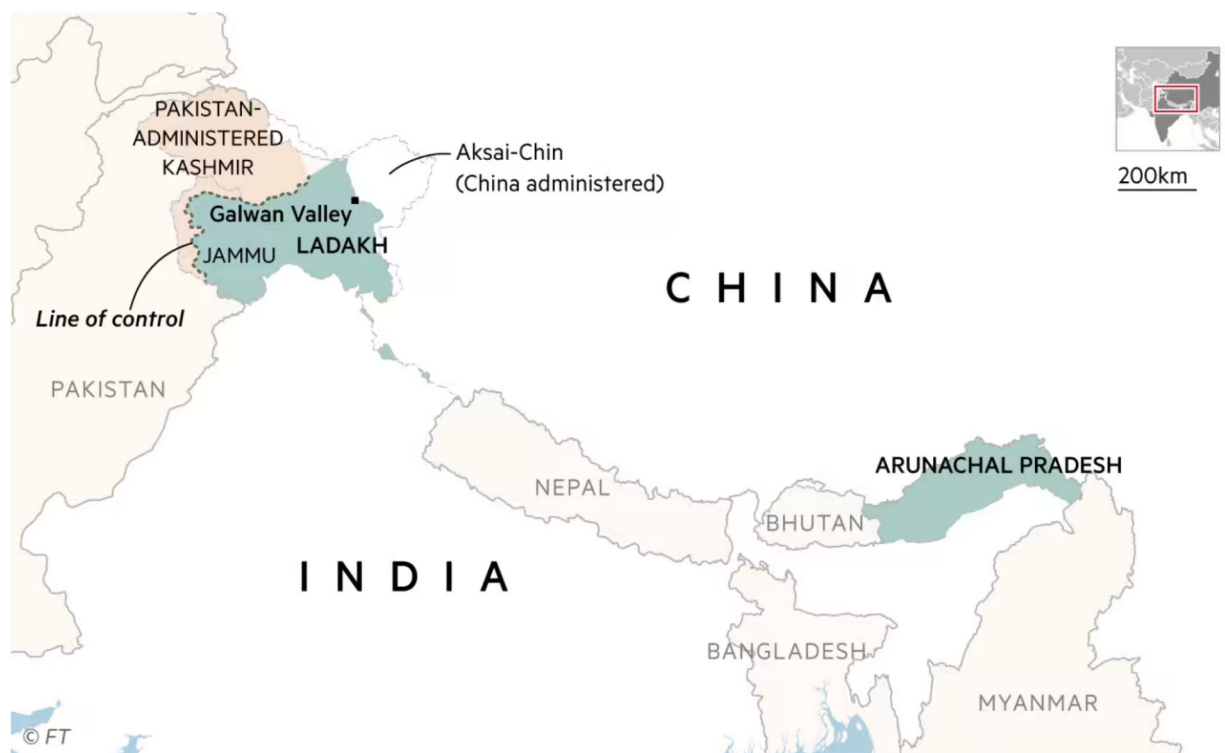 PAKISTAN-
ADMINISTERED
KASHMIR
Aksai-Chin
(China administered)
200km
Galwan Valley
JAMMU
LADAKH
CHINA
Line of control
PAKISTAN
ARUNACHAL PRADESH
NEPAL
BHUTAN
INDIA
BANGLADESH
MYANMAR
© FT